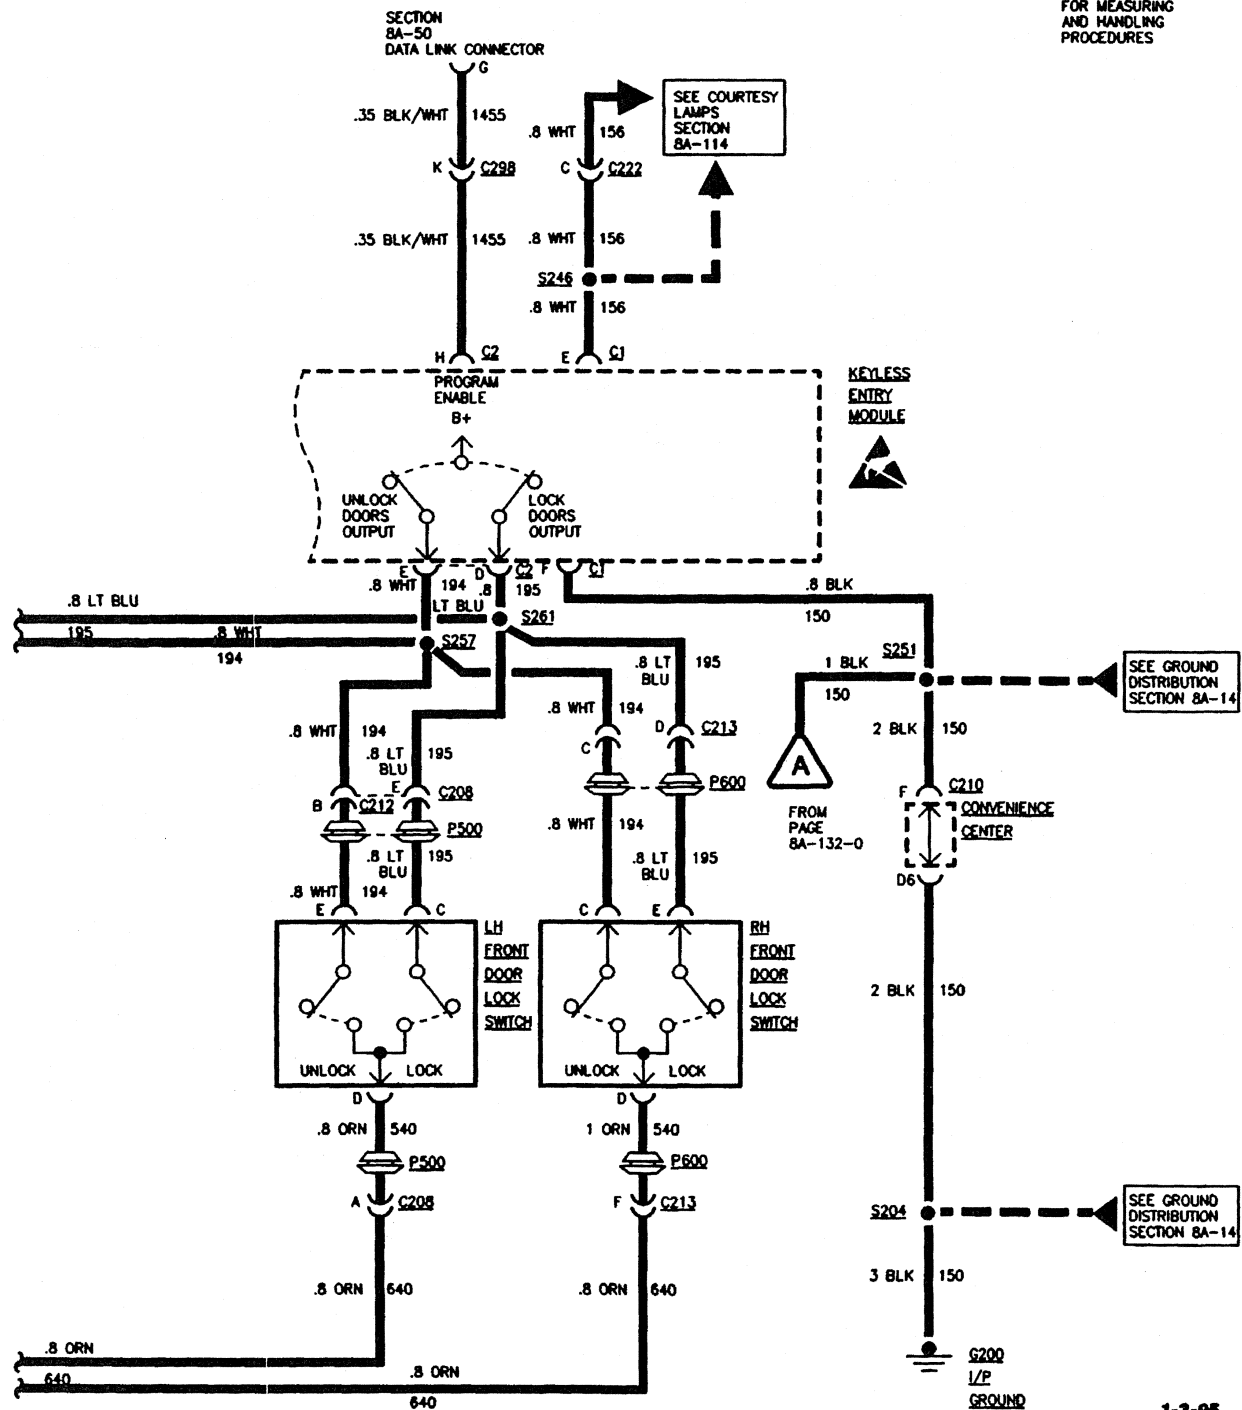 FOR MEASURING
AND HANDLING
PROCEDURES
SECTION
8A-50
DATA LINK CONNECTOR
G
.35 BLK/WHT 1455
.8 WHT 156
SEE COURTESY
LAMPS
SECTION
8A-114
K C298
C C222
.35 BLK/WHT 1455
.8 WHT 156
S246
.8 WHT 156
H C2
E C1
PROGRAM
ENABLE
B+
KEYLESS
ENTRY
MODULE
UNLOCK
DOORS
OUTPUT
LOCK
DOORS
OUTPUT
E D C2 F C1
.8 WHT 194 .8 195
LT BLU
.8 BLK
150
.8 LT BLU
195
.8 WHT
194
S261
S257
S251
.8 LT
BLU
195
1 BLK
150
SEE GROUND
DISTRIBUTION
SECTION 8A-14
.8 WHT 194
.8 WHT 194
2 BLK 150
.8 LT
BLU
195
C D C213
A
B C212
E C208
P600
F C210
CONVENIENCE
CENTER
FROM
PAGE
8A-132-0
P500
.8 WHT 194
.8 LT
BLU
195
.8 LT
BLU
195
D6
.8 WHT 194
E C
C E
LH
FRONT
DOOR
LOCK
SWITCH
RH
FRONT
DOOR
LOCK
SWITCH
2 BLK 150
UNLOCK LOCK
UNLOCK LOCK
D
D
.8 ORN 540
1 ORN 540
P500
P600
A C208
F C213
S204
SEE GROUND
DISTRIBUTION
SECTION 8A-14
.8 ORN 640
.8 ORN 640
3 BLK 150
.8 ORN
640
.8 ORN
640
G200
I/P
GROUND